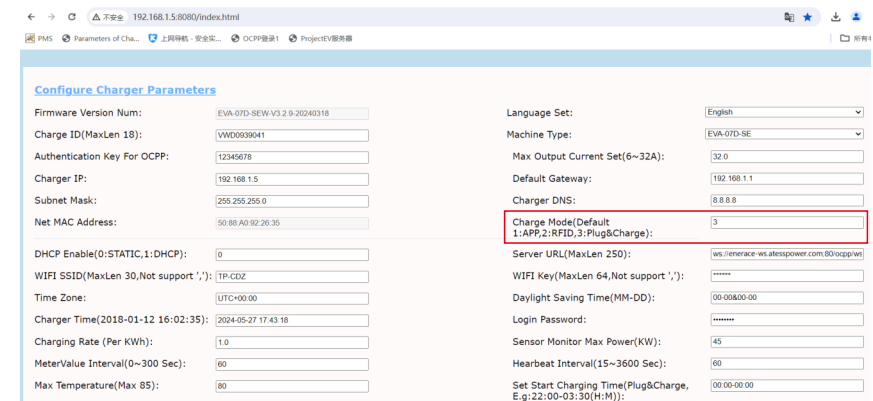 不安全 192.168.1.5:8080/index.html
PMS Parameters of Cha... 上网导航 - 安全实... OCPP登录1 ProjectEV服务器
Configure Charger Parameters
Firmware Version Num: EVA-07D-SEW-V3.2.9-20240318 Language Set: English
Charge ID(MaxLen 18): VWD0939041 Machine Type: EVA-07D-SE
Authentication Key For OCPP: 12345678 Max Output Current Set(6~32A): 32.0
Charger IP: 192.168.1.5 Default Gateway: 192.168.1.1
Subnet Mask: 255.255.255.0 Charger DNS: 8.8.8.8
Net MAC Address: 50:88:A0:92:26:35 Charge Mode(Default 3
1:APP,2:RFID,3:Plug&Charge):
DHCP Enable(0:STATIC,1:DHCP): 0 Server URL(MaxLen 250): ws://enerace-ws.atesspower.com:80/ocpp/ws
WIFI SSID(MaxLen 30,Not support ','): TP-CDZ WIFI Key(MaxLen 64,Not support ','): ••••••
Time Zone: UTC+00:00 Daylight Saving Time(MM-DD): 00-00&00-00
Charger Time(2018-01-12 16:02:35): 2024-05-27 17:43:18 Login Password: ••••••••
Charging Rate (Per KWh): 1.0 Sensor Monitor Max Power(KW): 45
MeterValue Interval(0~300 Sec): 60 Hearbeat Interval(15~3600 Sec): 60
Max Temperature(Max 85): 80 Set Start Charging Time(Plug&Charge, 00:00-00:00
E.g:22:00-03:30(H:M)):